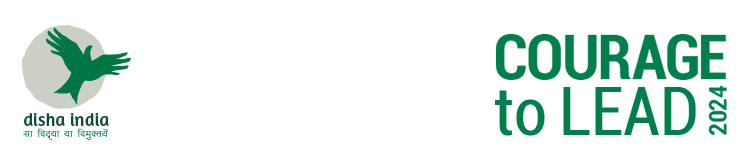 disha india
सा विद्या या विमुक्तये
COURAGE
to LEAD 2024